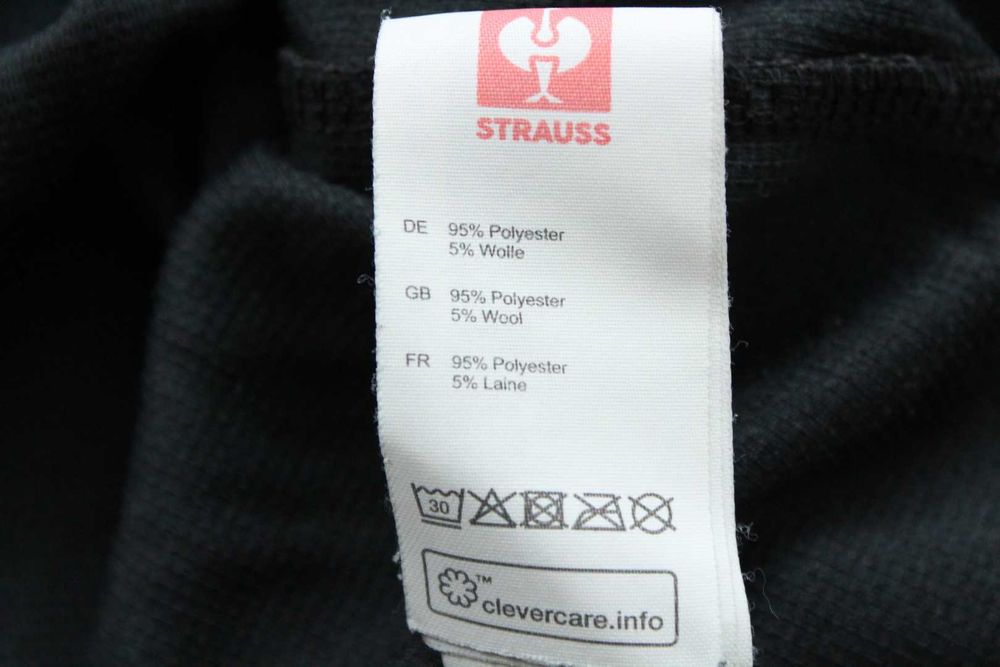 STRAUSS
DE 95% Polyester
5% Wolle
GB 95% Polyester
5% Wool
FR 95% Polyester
5% Laine
30
™
clevercare.info